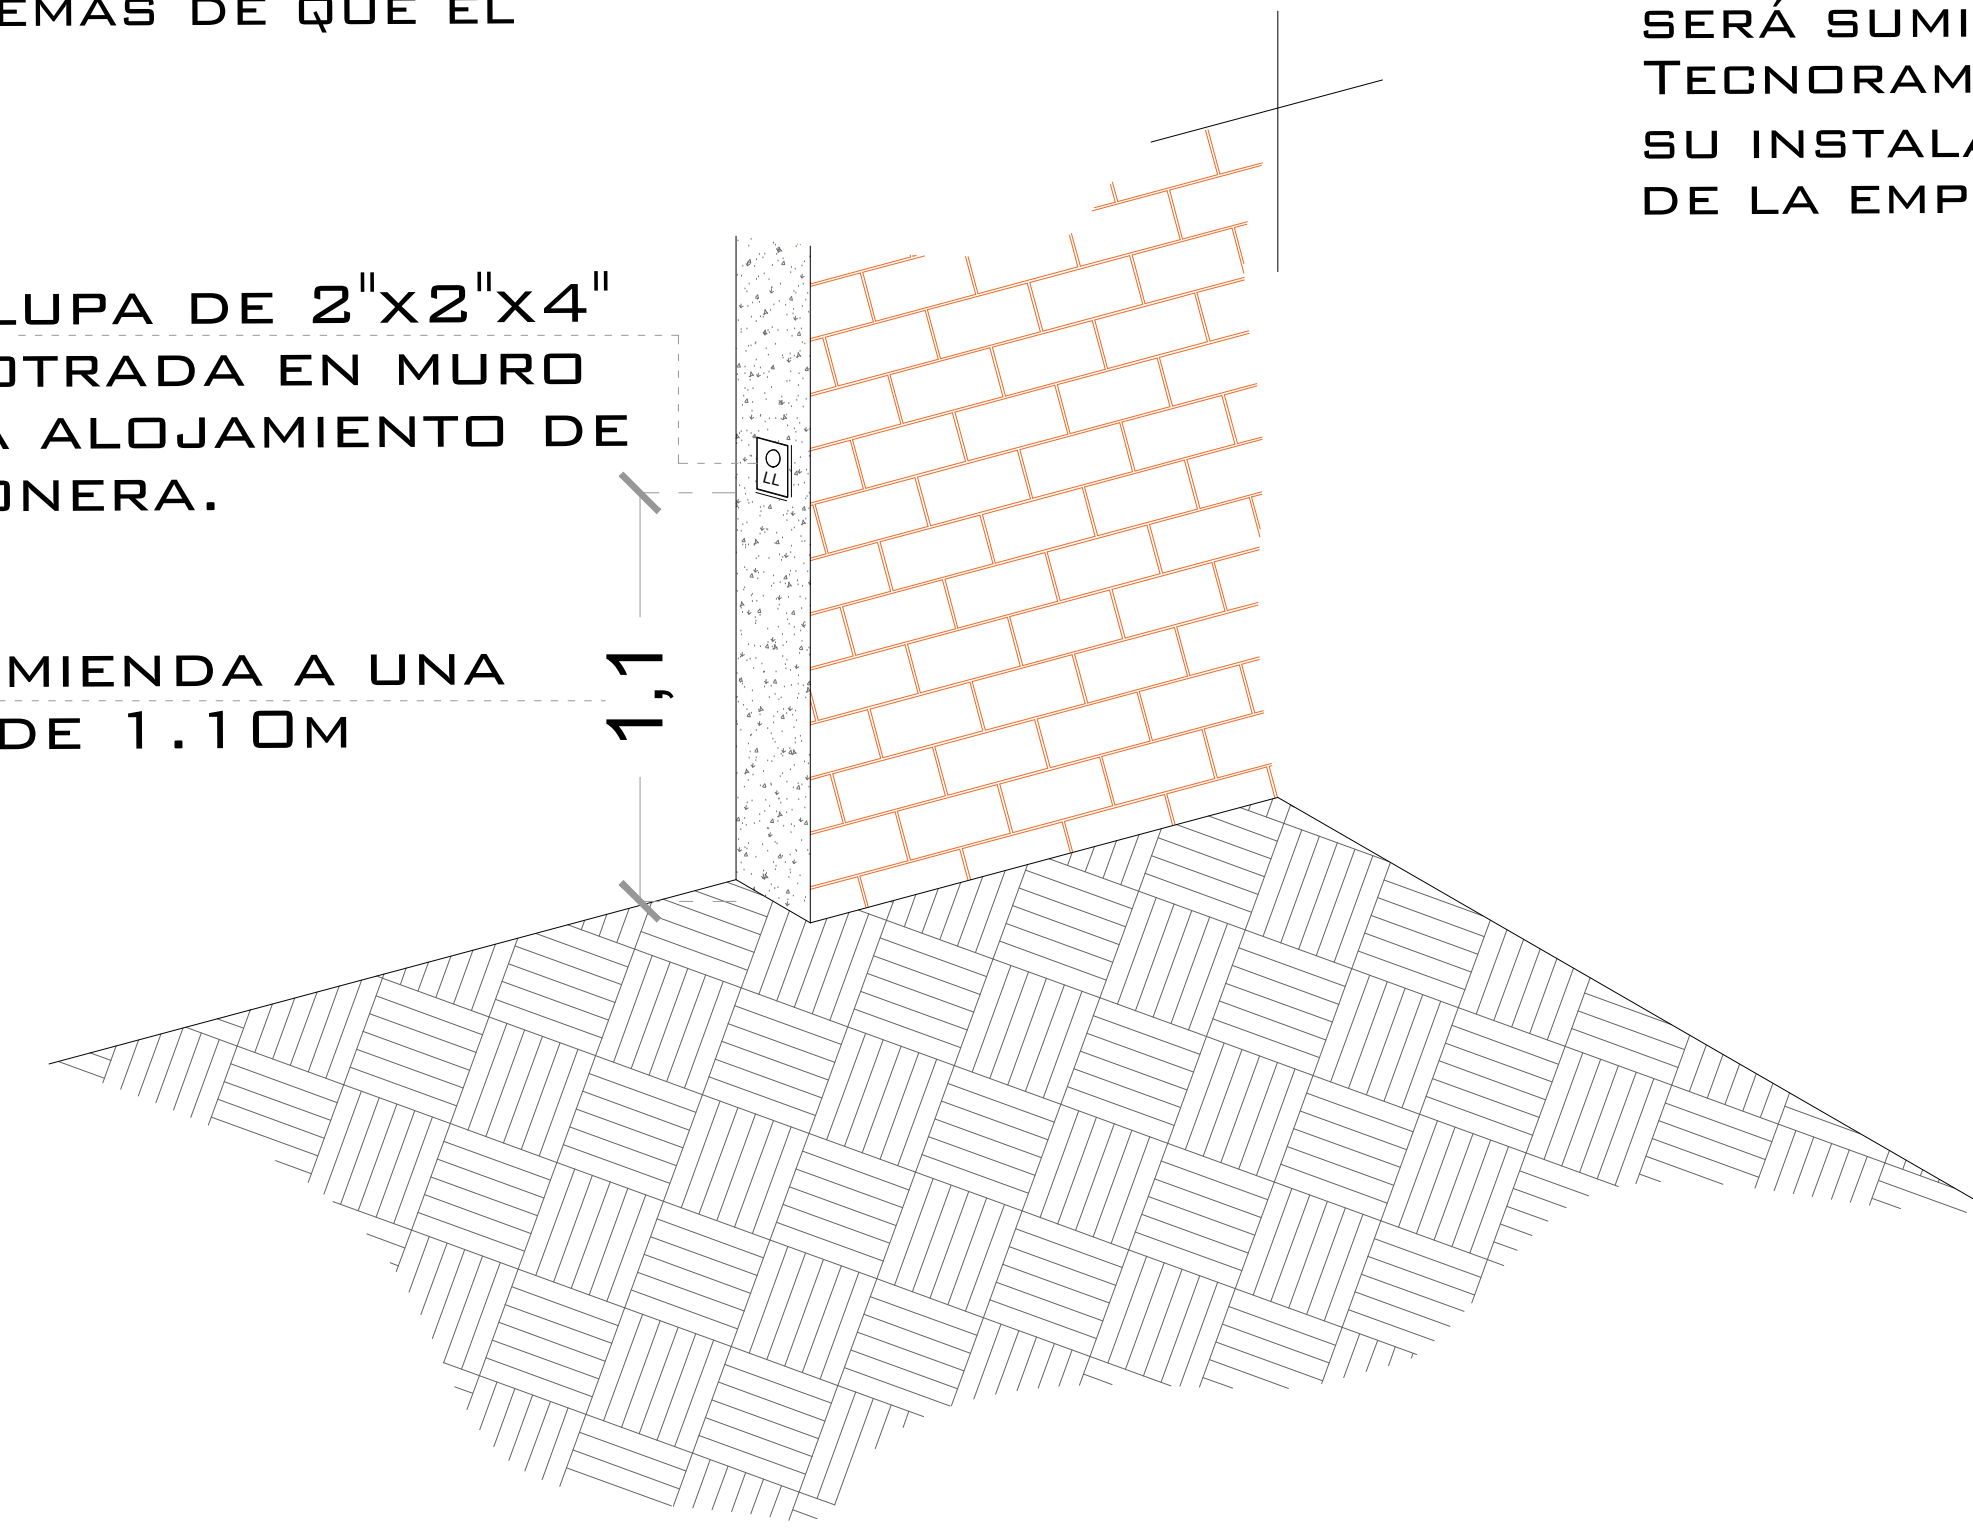 EMAS DE QUE EL
LUPA DE 2"X2"X4"
OTRADA EN MURO
A ALOJAMIENTO DE
ONERA.
MIENDA A UNA
DE 1.10M
1,1
LL
SERÁ SUMI
TECNORAM
SU INSTALA
DE LA EMP